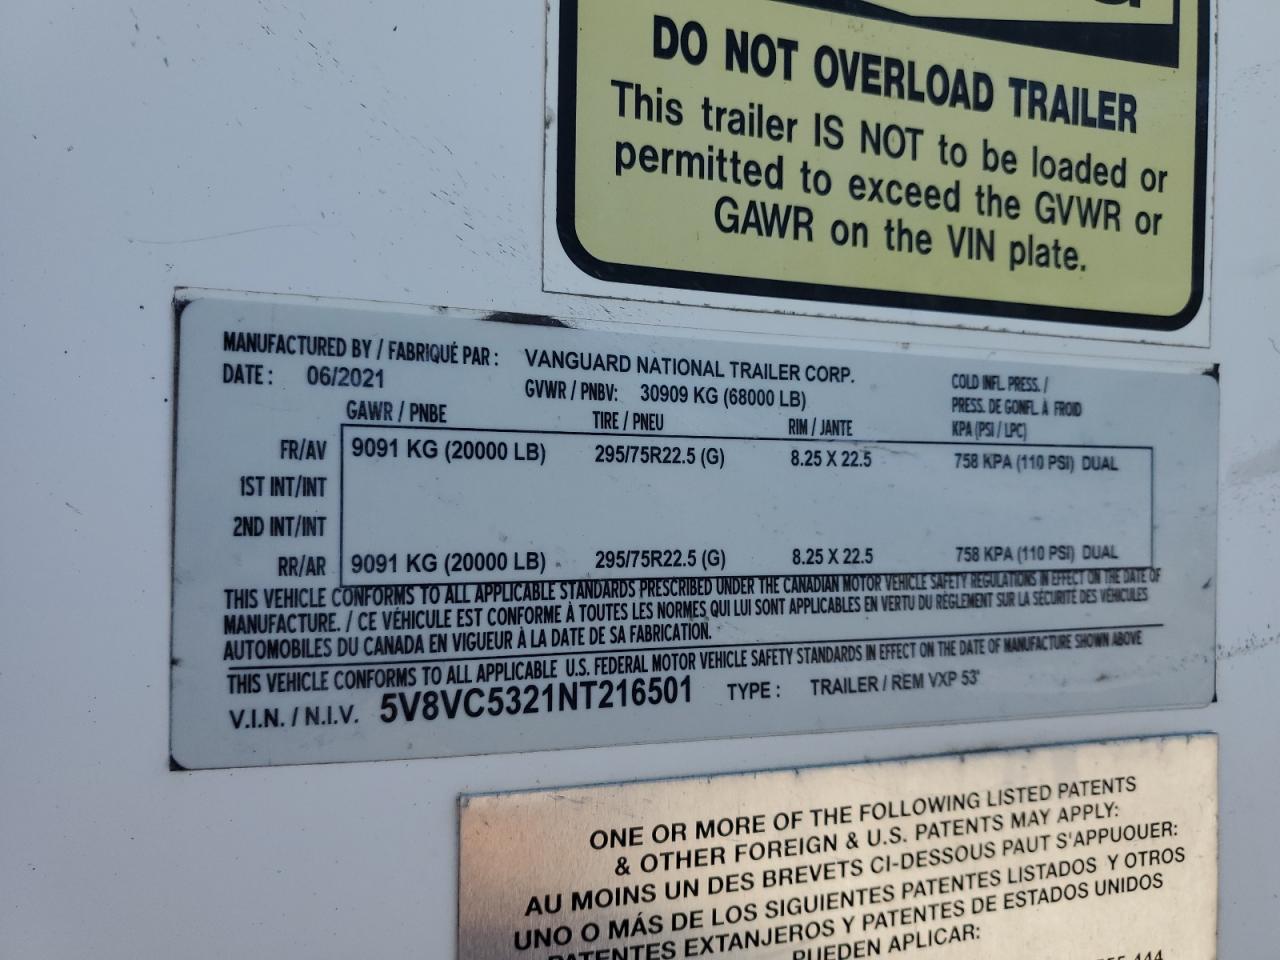 DO NOT OVERLOAD TRAILER
This trailer IS NOT to be loaded or
permitted to exceed the GVWR or
GAWR on the VIN plate.
MANUFACTURED BY / FABRIQUÉ PAR : VANGUARD NATIONAL TRAILER CORP.
DATE : 06/2021 GVWR / PNBV: 30909 KG (68000 LB)
COLD INFL. PRESS. /
PRESS. DE GONFL. À FROID
GAWR / PNBE TIRE / PNEU RIM / JANTE KPA (PSI / LPC)
FR/AV 9091 KG (20000 LB) 295/75R22.5 (G) 8.25 X 22.5 758 KPA (110 PSI) DUAL
1ST INT/INT
2ND INT/INT
RR/AR 9091 KG (20000 LB) 295/75R22.5 (G) 8.25 X 22.5 758 KPA (110 PSI) DUAL
THIS VEHICLE CONFORMS TO ALL APPLICABLE STANDARDS PRESCRIBED UNDER THE CANADIAN MOTOR VEHICLE SAFETY REGULATIONS IN EFFECT ON THE DATE OF
MANUFACTURE. / CE VÉHICULE EST CONFORME À TOUTES LES NORMES QUI LUI SONT APPLICABLES EN VERTU DU RÈGLEMENT SUR LA SÉCURITÉ DES VÉHICULES
AUTOMOBILES DU CANADA EN VIGUEUR À LA DATE DE SA FABRICATION.
THIS VEHICLE CONFORMS TO ALL APPLICABLE U.S. FEDERAL MOTOR VEHICLE SAFETY STANDARDS IN EFFECT ON THE DATE OF MANUFACTURE SHOWN ABOVE
V.I.N. / N.I.V. 5V8VC5321NT216501 TYPE : TRAILER / REM VXP 53'
ONE OR MORE OF THE FOLLOWING LISTED PATENTS
& OTHER FOREIGN & U.S. PATENTS MAY APPLY:
AU MOINS UN DES BREVETS CI-DESSOUS PAUT S'APPUOUER:
UNO O MÁS DE LOS SIGUIENTES PATENTES LISTADOS Y OTROS
PATENTES EXTANJEROS Y PATENTES DE ESTADOS UNIDOS
PUEDEN APLICAR: